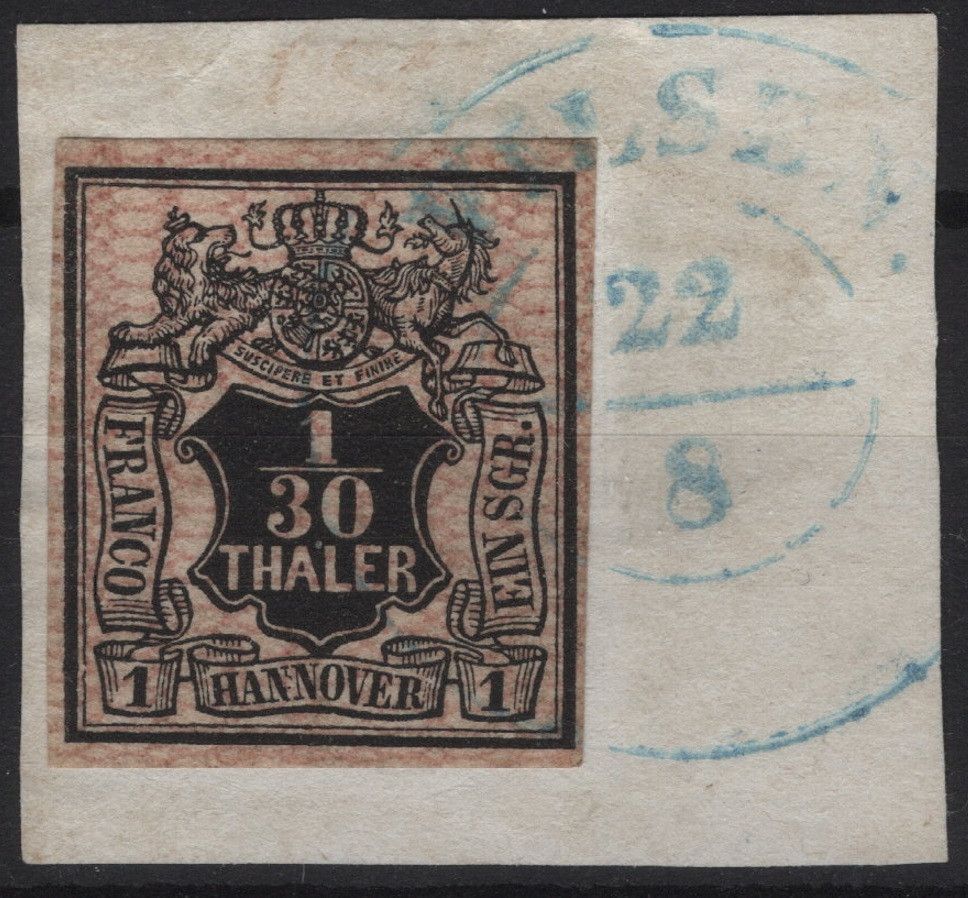 22
8
SUSCIPERE ET FINIRE
1
30
THALER
FRANCO
EIN SGR.
1 HANNOVER 1